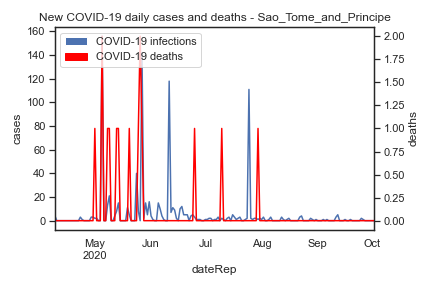 New COVID-19 daily cases and deaths - Sao_Tome_and_Principe
COVID-19 infections
COVID-19 deaths
160
140
120
100
80
60
40
20
0
cases
2.00
1.75
1.50
1.25
1.00
0.75
0.50
0.25
0.00
deaths
May Jun Jul Aug Sep Oct
2020
dateRep